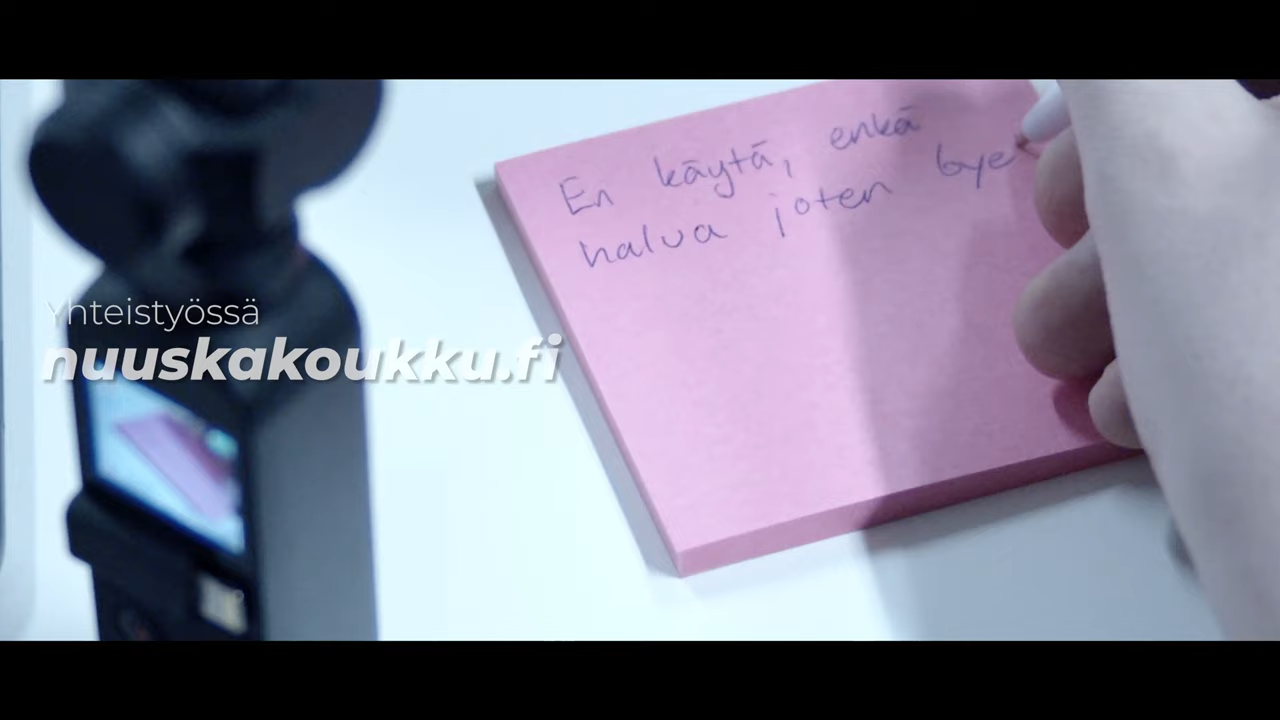 En käytä, enkä
halua joten bye
Yhteistyössä
nuuskakoukku.fi